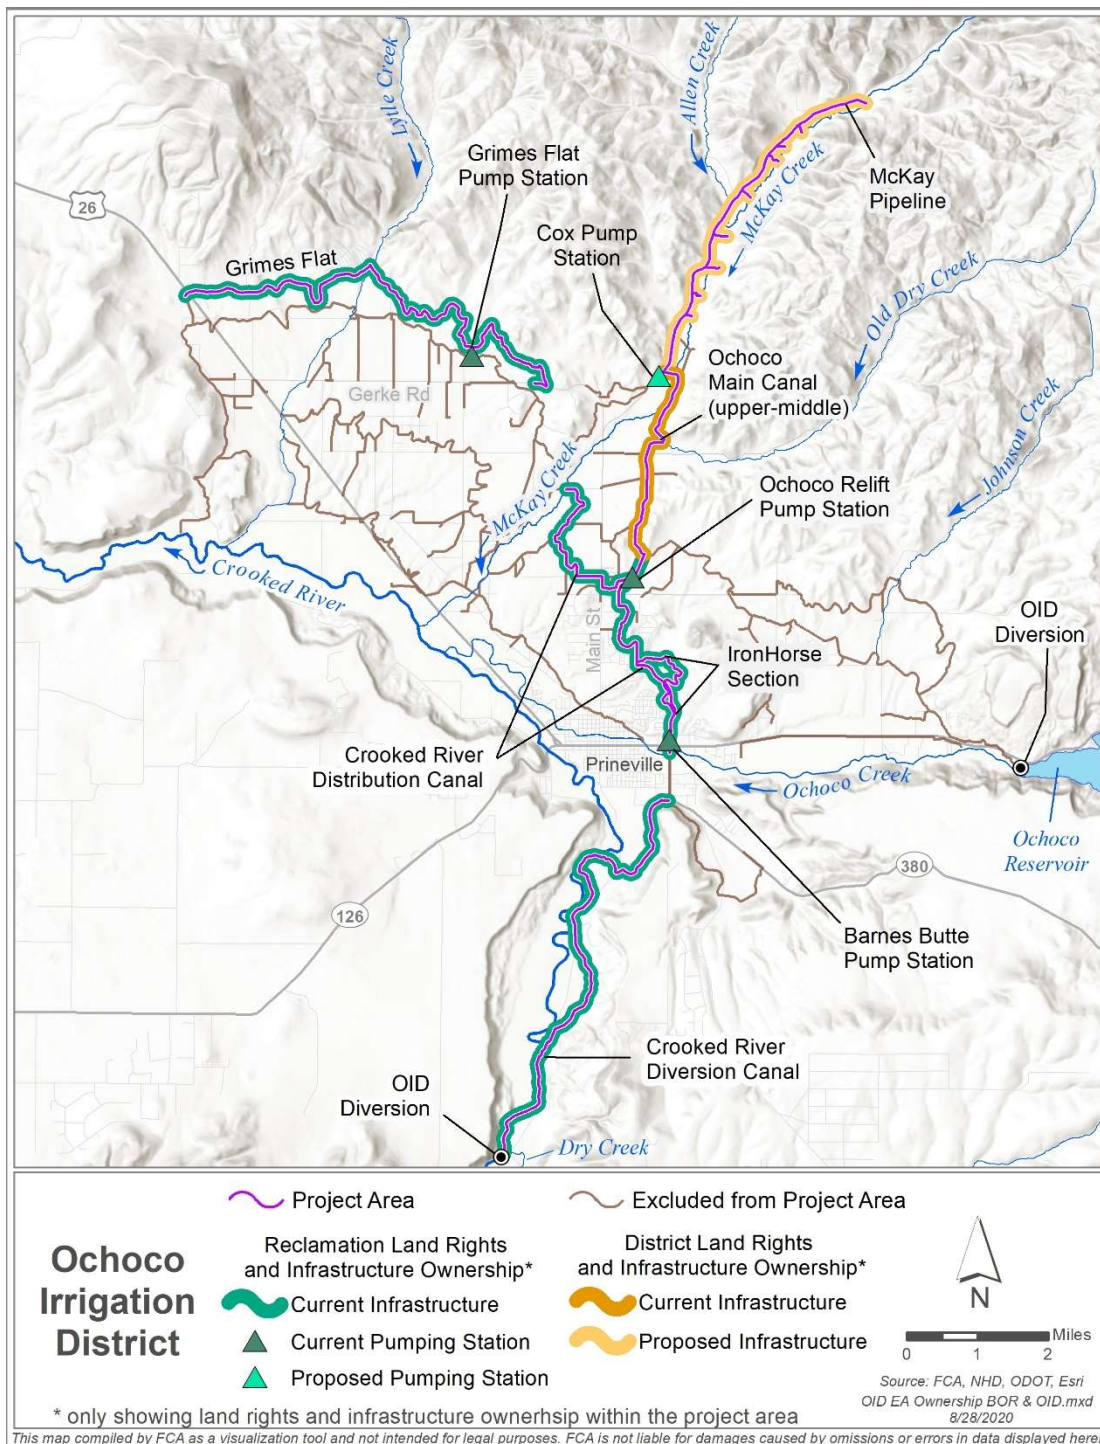 Lytle Creek
Allen Creek
Grimes Flat
Pump Station
McKay Creek
McKay
Pipeline
26
Cox Pump
Station
Grimes Flat
Old Dry Creek
Ochoco
Main Canal
(upper-middle)
Gerke Rd
Johnson Creek
McKay Creek
Ochoco Relift
Pump Station
Crooked River
OID
Diversion
Main St
IronHorse
Section
Crooked River
Distribution Canal
Prineville
Ochoco Creek
Ochoco
Reservoir
380
126
Barnes Butte
Pump Station
Crooked River
Diversion Canal
OID
Diversion
Dry Creek
Ochoco
Irrigation
District
Project Area
Excluded from Project Area
Reclamation Land Rights
and Infrastructure Ownership*
Current Infrastructure
Current Pumping Station
Proposed Pumping Station
District Land Rights
and Infrastructure Ownership*
Current Infrastructure
Proposed Infrastructure
N
Miles
0 1 2
Source: FCA, NHD, ODOT, Esri
OID EA Ownership BOR & OID.mxd
8/28/2020
* only showing land rights and infrastructure ownerhsip within the project area
This map compiled by FCA as a visualization tool and not intended for legal purposes. FCA is not liable for damages caused by omissions or errors in data displayed here